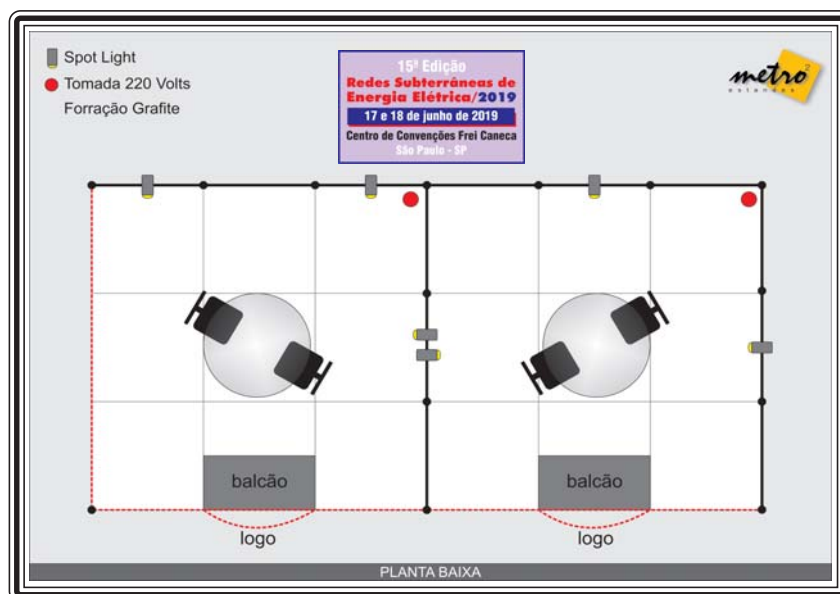 Spot Light
Tomada 220 Volts
Forração Grafite
15ª Edição
Redes Subterrâneas de
Energia Elétrica/2019
17 e 18 de junho de 2019
Centro de Convenções Frei Caneca
São Paulo - SP
metro2
estandes
balcão
balcão
logo
logo
PLANTA BAIXA